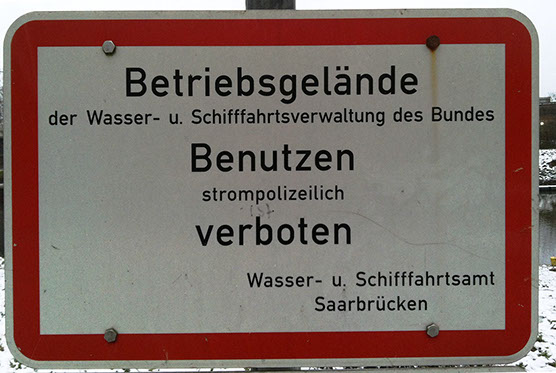 Betriebsgelände
der Wasser- u. Schifffahrtsverwaltung des Bundes
Benutzen
strompolizeilich
verboten
Wasser- u. Schifffahrtsamt
Saarbrücken